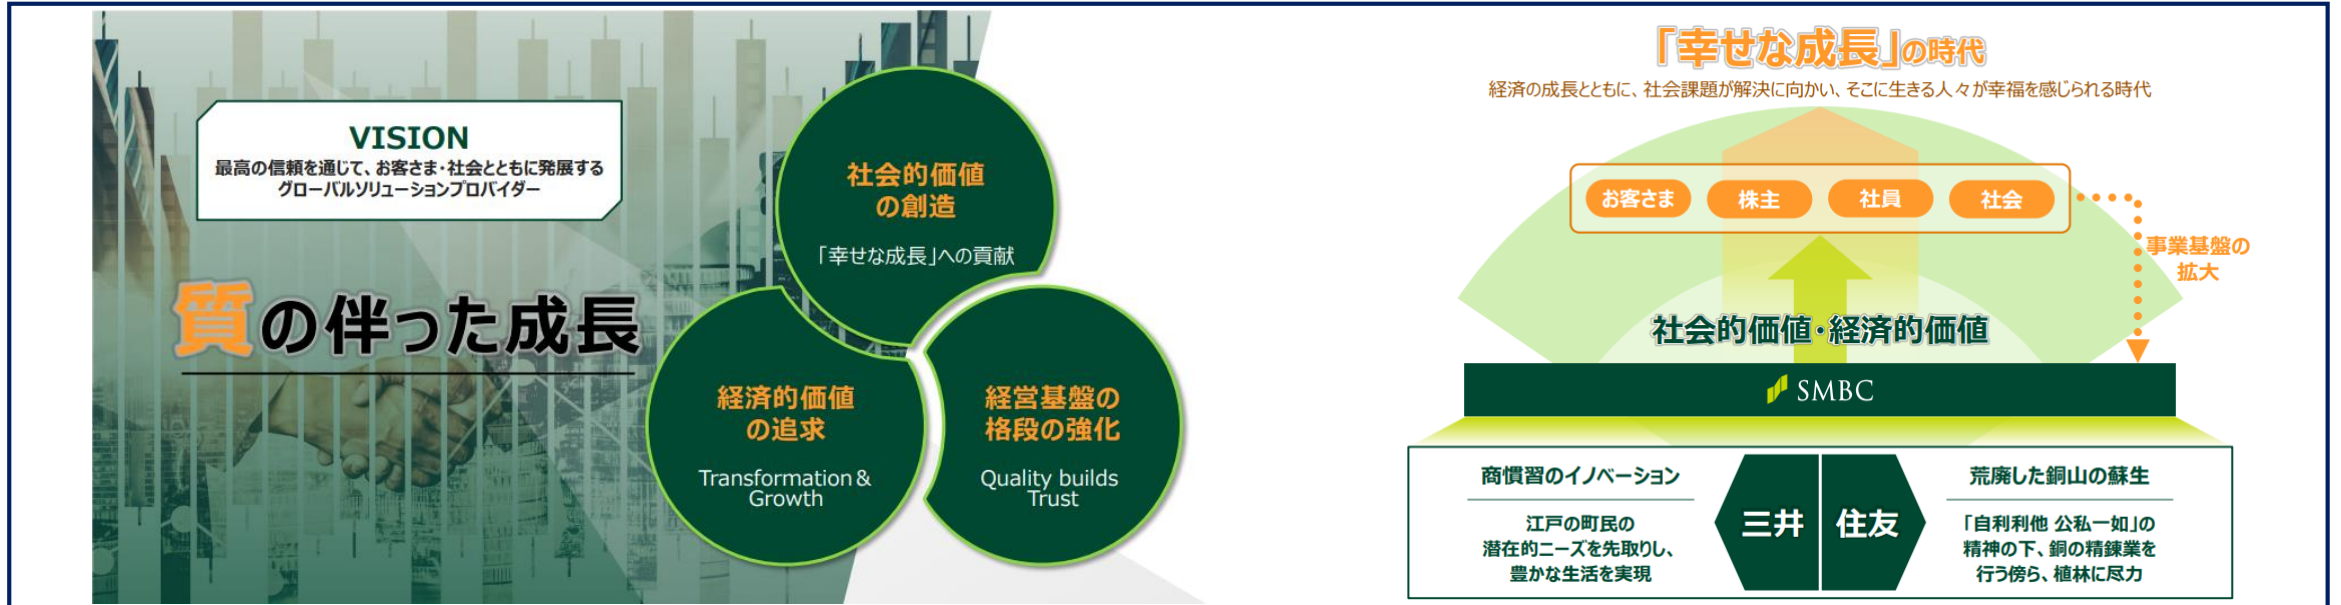 VISION
最高の信頼を通じて、お客さま・社会とともに発展する
グローバルソリューションプロバイダー
質の伴った成長
社会的価値
の創造
「幸せな成長」への貢献
経済的価値
の追求
Transformation &
Growth
経営基盤の
格段の強化
Quality builds
Trust
「幸せな成長」の時代
経済の成長とともに、社会課題が解決に向かい、そこに生きる人々が幸福を感じられる時代
お客さま
株主
社員
社会
事業基盤の
拡大
社会的価値・経済的価値
SMBC
商慣習のイノベーション
江戸の町民の
潜在的ニーズを先取りし、
豊かな生活を実現
三井
住友
荒廃した銅山の蘇生
「自利利他 公私一如」の
精神の下、銅の精錬業を
行う傍ら、植林に尽力